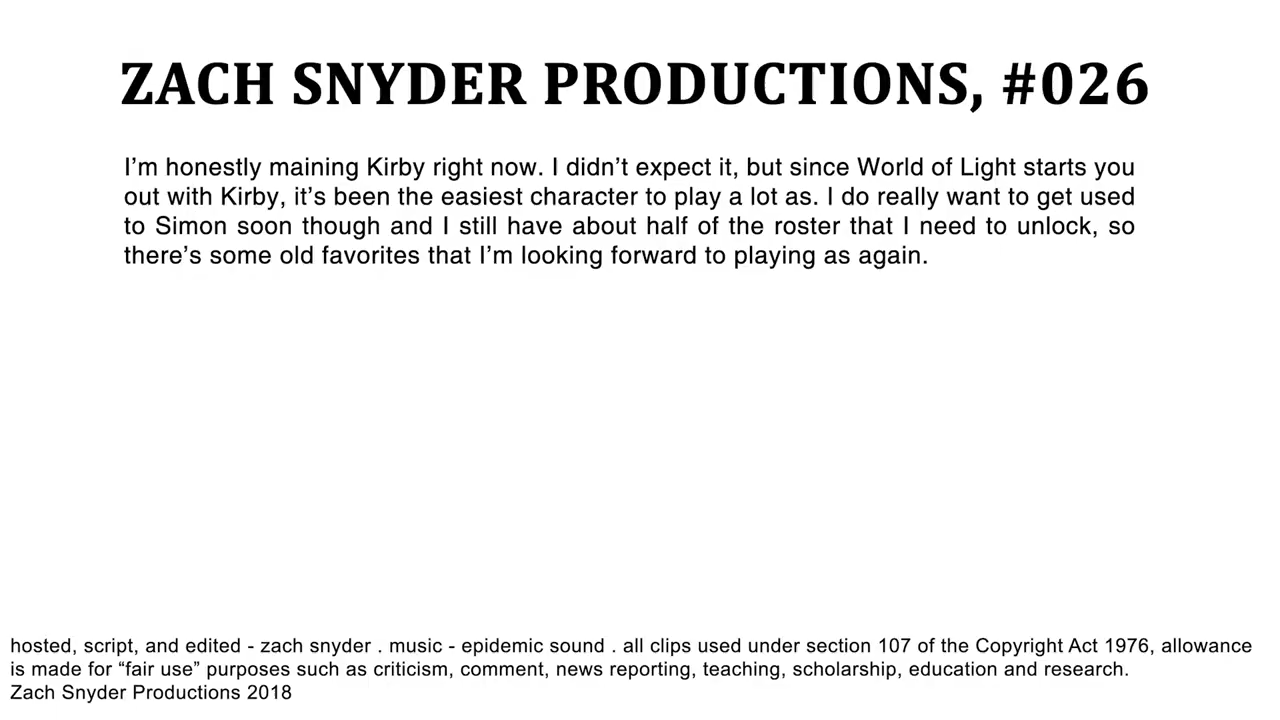 ZACH SNYDER PRODUCTIONS, #026
I’m honestly maining Kirby right now. I didn’t expect it, but since World of Light starts you
out with Kirby, it’s been the easiest character to play a lot as. I do really want to get used
to Simon soon though and I still have about half of the roster that I need to unlock, so
there’s some old favorites that I’m looking forward to playing as again.
hosted, script, and edited - zach snyder . music - epidemic sound . all clips used under section 107 of the Copyright Act 1976, allowance
is made for “fair use” purposes such as criticism, comment, news reporting, teaching, scholarship, education and research.
Zach Snyder Productions 2018